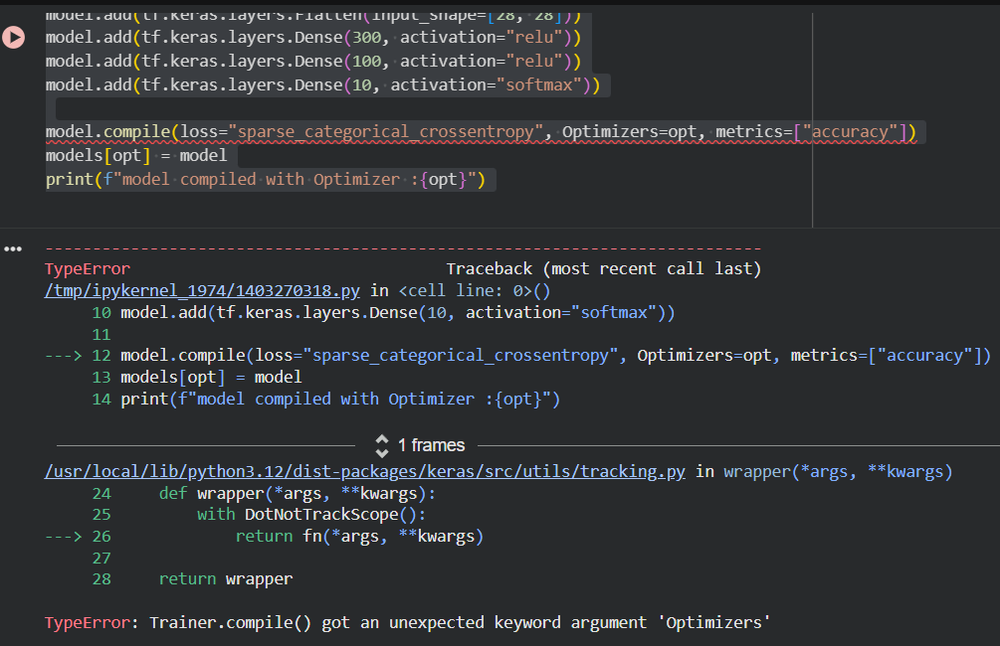 model.add(tf.keras.layers.Flatten(input_shape=[28, 28]))
model.add(tf.keras.layers.Dense(300, activation="relu"))
model.add(tf.keras.layers.Dense(100, activation="relu"))
model.add(tf.keras.layers.Dense(10, activation="softmax"))
model.compile(loss="sparse_categorical_crossentropy", Optimizers=opt, metrics=["accuracy"])
models[opt] = model
print(f"model compiled with Optimizer :{opt}")
---------------------------------------------------------------------------
TypeError                                 Traceback (most recent call last)
/tmp/ipykernel_1974/1403270318.py in <cell line: 0>()
     10 model.add(tf.keras.layers.Dense(10, activation="softmax"))
     11
---> 12 model.compile(loss="sparse_categorical_crossentropy", Optimizers=opt, metrics=["accuracy"])
     13 models[opt] = model
     14 print(f"model compiled with Optimizer :{opt}")
1 frames
/usr/local/lib/python3.12/dist-packages/keras/src/utils/tracking.py in wrapper(*args, **kwargs)
     24     def wrapper(*args, **kwargs):
     25         with DotNotTrackScope():
---> 26             return fn(*args, **kwargs)
     27
     28     return wrapper
TypeError: Trainer.compile() got an unexpected keyword argument 'Optimizers'